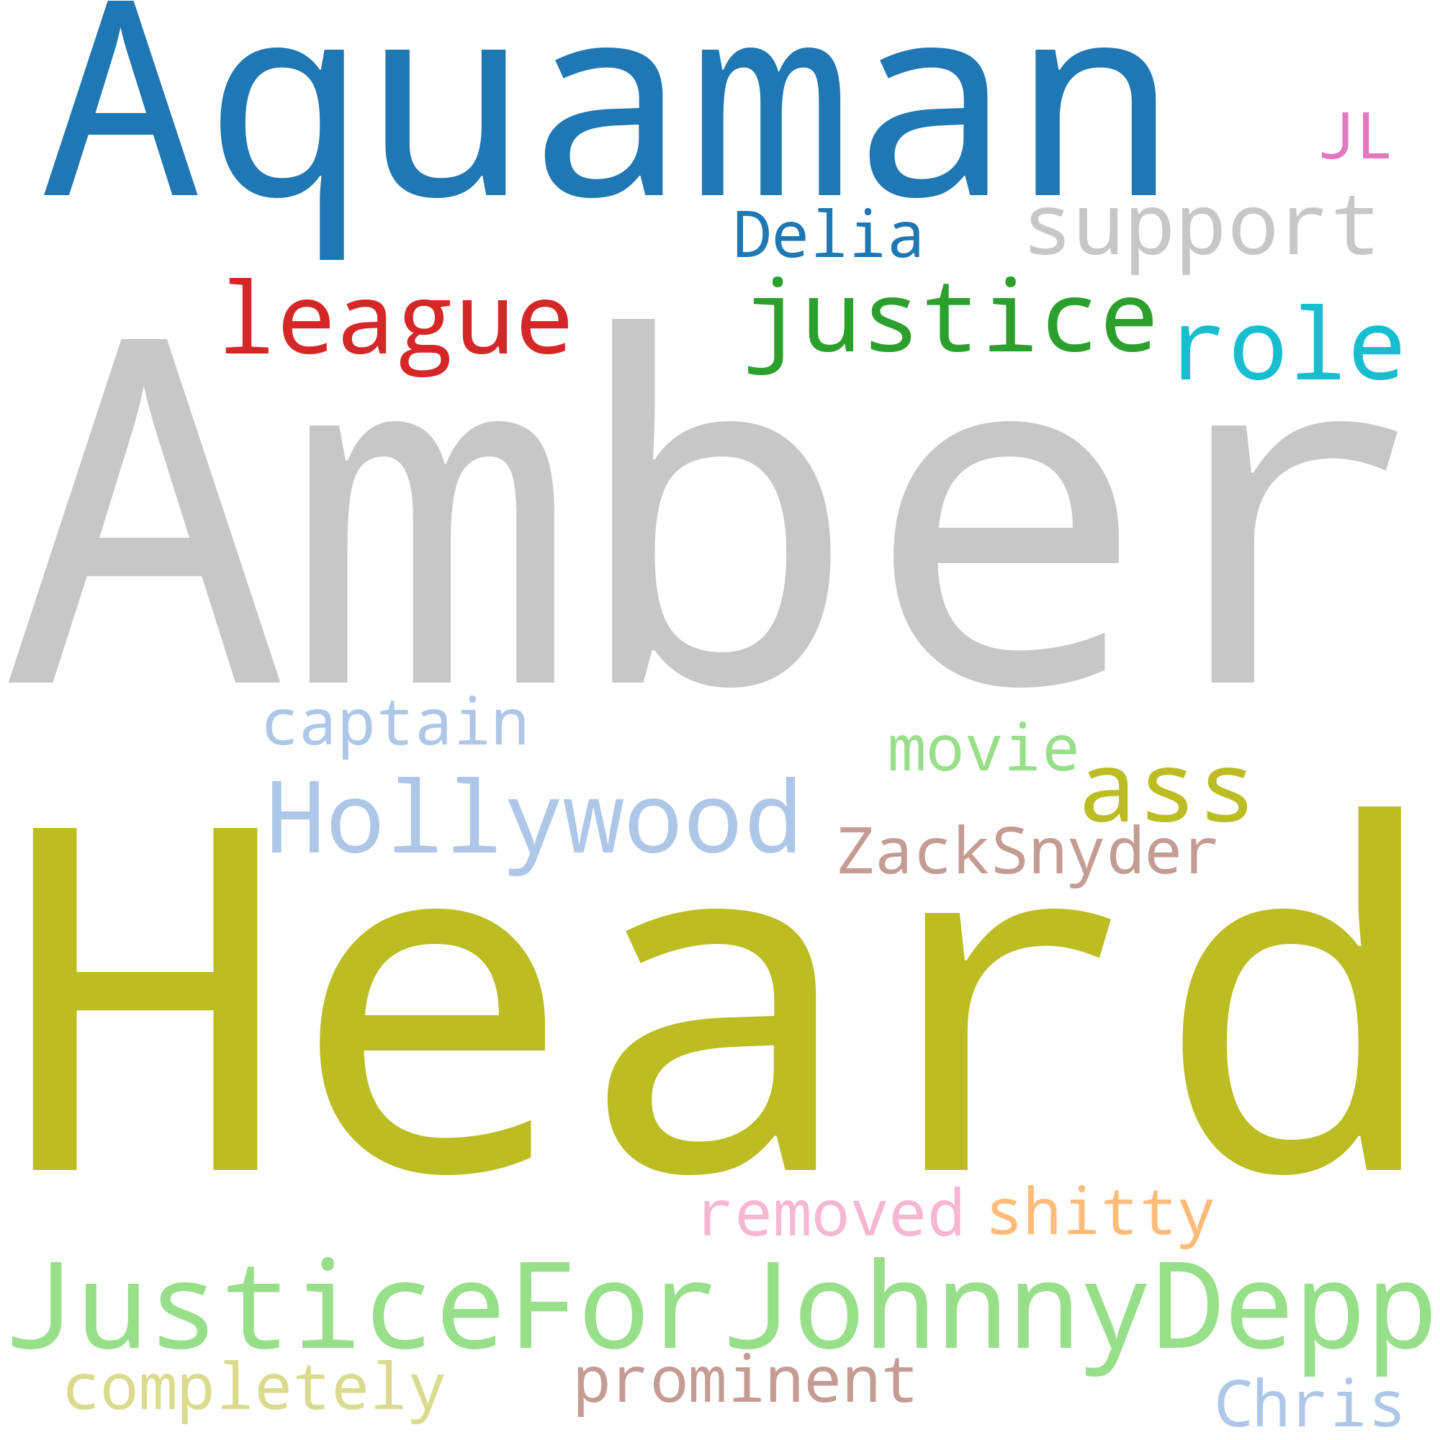 Aquaman
JL
Delia support
league justice role
Amber
captain movie
Hollywood ass
ZackSnyder
Heard
removed shitty
JusticeForJohnnyDepp
completely prominent Chris